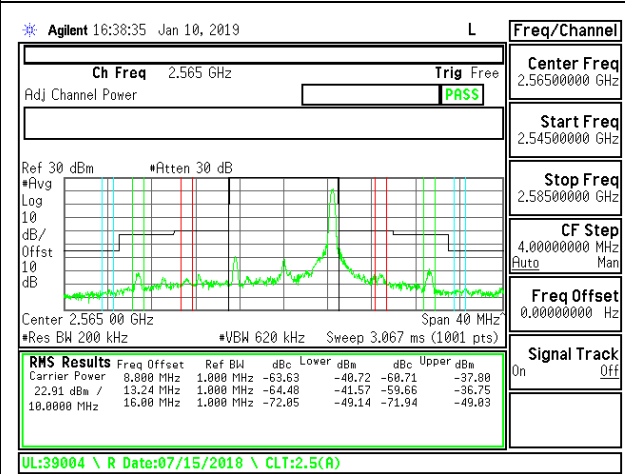 Agilent 16:38:35 Jan 10, 2019 L
Freq/Channel
Ch Freq 2.565 GHz Trig Free
Adj Channel Power PASS
Center Freq
2.56500000 GHz
Start Freq
2.54500000 GHz
Stop Freq
2.58500000 GHz
CF Step
4.00000000 MHz
Auto Man
Freq Offset
0.00000000 Hz
Signal Track
On Off
Ref 30 dBm #Atten 30 dB
#Avg
Log
10
dB/
Offst
10
dB
Center 2.565 00 GHz Span 40 MHz^
#Res BW 200 kHz #VBW 620 kHz Sweep 3.067 ms (1001 pts)
RMS Results Freq Offset Ref BW dBc Lower dBm dBc Upper dBm
Carrier Power 8.800 MHz 1.000 MHz -63.63 -40.72 -60.71 -37.80
22.91 dBm / 13.24 MHz 1.000 MHz -64.48 -41.57 -59.66 -36.75
10.0000 MHz 16.00 MHz 1.000 MHz -72.05 -49.14 -71.94 -49.03
UL:39004 \ R Date:07/15/2018 \ CLT:2.5(A)